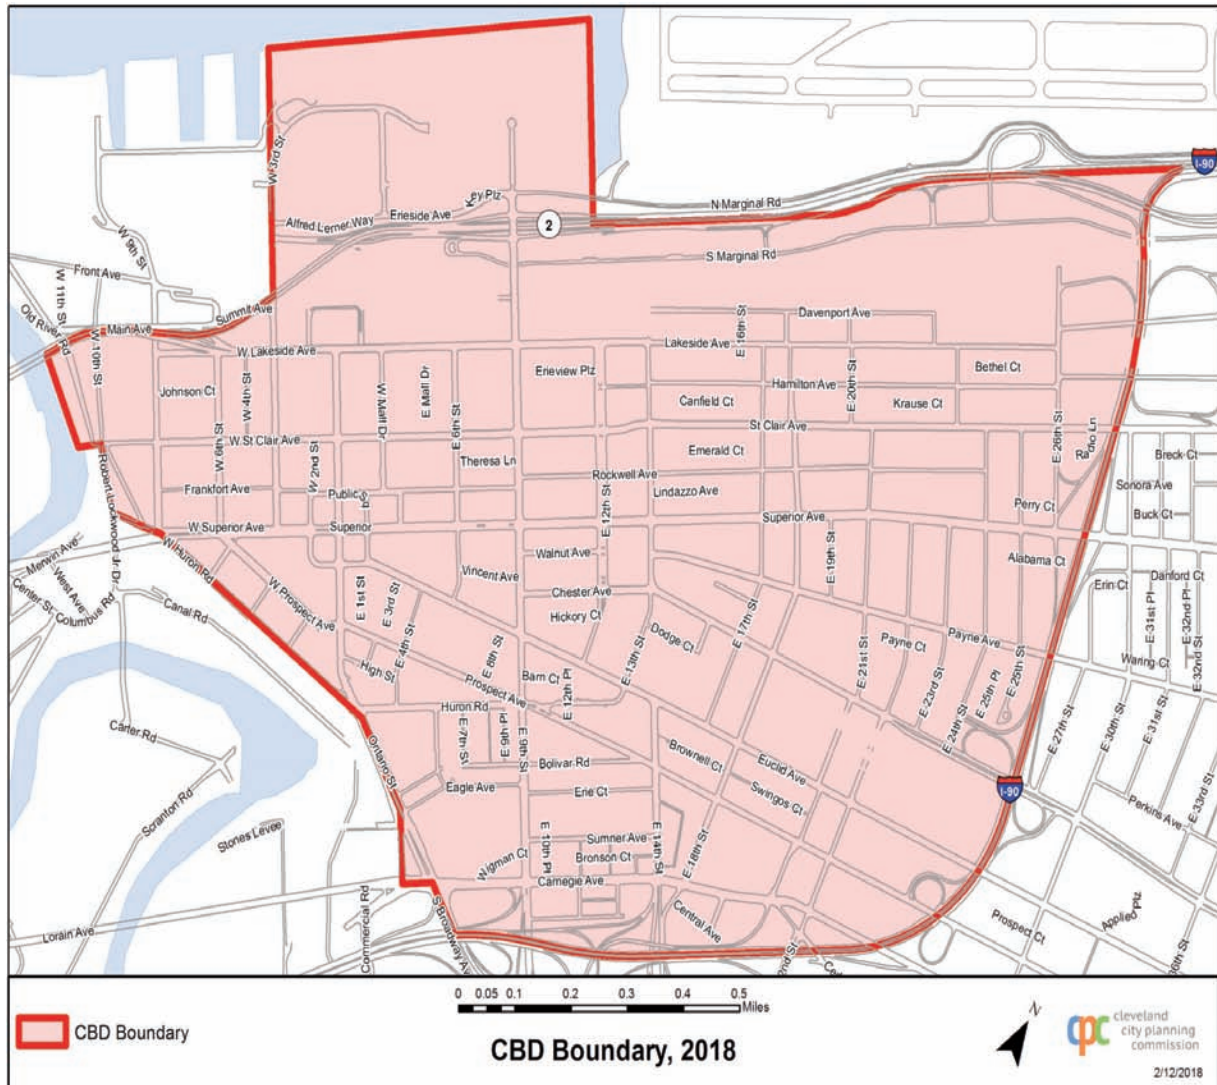 W 3rd St
I-90
Key Plz
N Marginal Rd
Erieside Ave
Alfred Lerner Way
2
W 9th St
S Marginal Rd
Front Ave
W 11th St
Old River Rd
Summit Ave
Main Ave
W 10th St
E 16th St
Davenport Ave
W Lakeside Ave
Lakeside Ave
Johnson Ct
W 4th St
W Mall Dr
E Mall Dr
Erieview Plz
Hamilton Ave
E 20th St
Bethel Ct
Canfield Ct
Krause Ct
W 6th St
W St Clair Ave
W 2nd St
E 6th St
St Clair Ave
E 26th St
Radio Ln
Theresa Ln
Emerald Ct
Breck Ct
Rockwell Ave
Robert Lockwood Jr Dr
Frankfort Ave
Public Sq
Lindazzo Ave
Sonora Ave
E 12th St
Perry Ct
Buck Ct
W Superior Ave
Superior
Superior Ave
Merwin Ave
W Huron Rd
Walnut Ave
E 19th St
Alabama Ct
West Ave
Center St
Columbus Rd
Vincent Ave
Chester Ave
Erin Ct
Danford Ct
Canal Rd
W Prospect Ave
E 1st St
E 3rd St
E 4th St
Hickory Ct
E 17th St
E 31st Pl
E 32nd Pl
E 32nd St
E 8th St
E 13th St
Dodge Ct
E 21st St
Payne Ct
Payne Ave
Waring Ct
High St
Prospect Ave
Barn Ct
E 12th Pl
E 23rd St
E 24th St
E 25th Pl
E 25th St
Huron Rd
E 7th St
E 9th Pl
E 9th St
Carter Rd
Ontario St
Bolivar Rd
Brownell Ct
Euclid Ave
E 27th St
E 30th St
E 31st St
E 33rd St
Scranton Rd
Eagle Ave
Erie Ct
Swingos Ct
I-90
Perkins Ave
Stones Levee
E 10th Pl
Sumner Ave
E 14th St
E 18th St
Wigman Ct
Bronson Ct
Carnegie Ave
Lorain Ave
Commercial Rd
S Broadway Av
Central Ave
2nd St
Prospect Ct
Applied Plz
36th St
CBD Boundary
0 0.05 0.1 0.2 0.3 0.4 0.5
Miles
CBD Boundary, 2018
N
cpc
cleveland
city planning
commission
2/12/2018